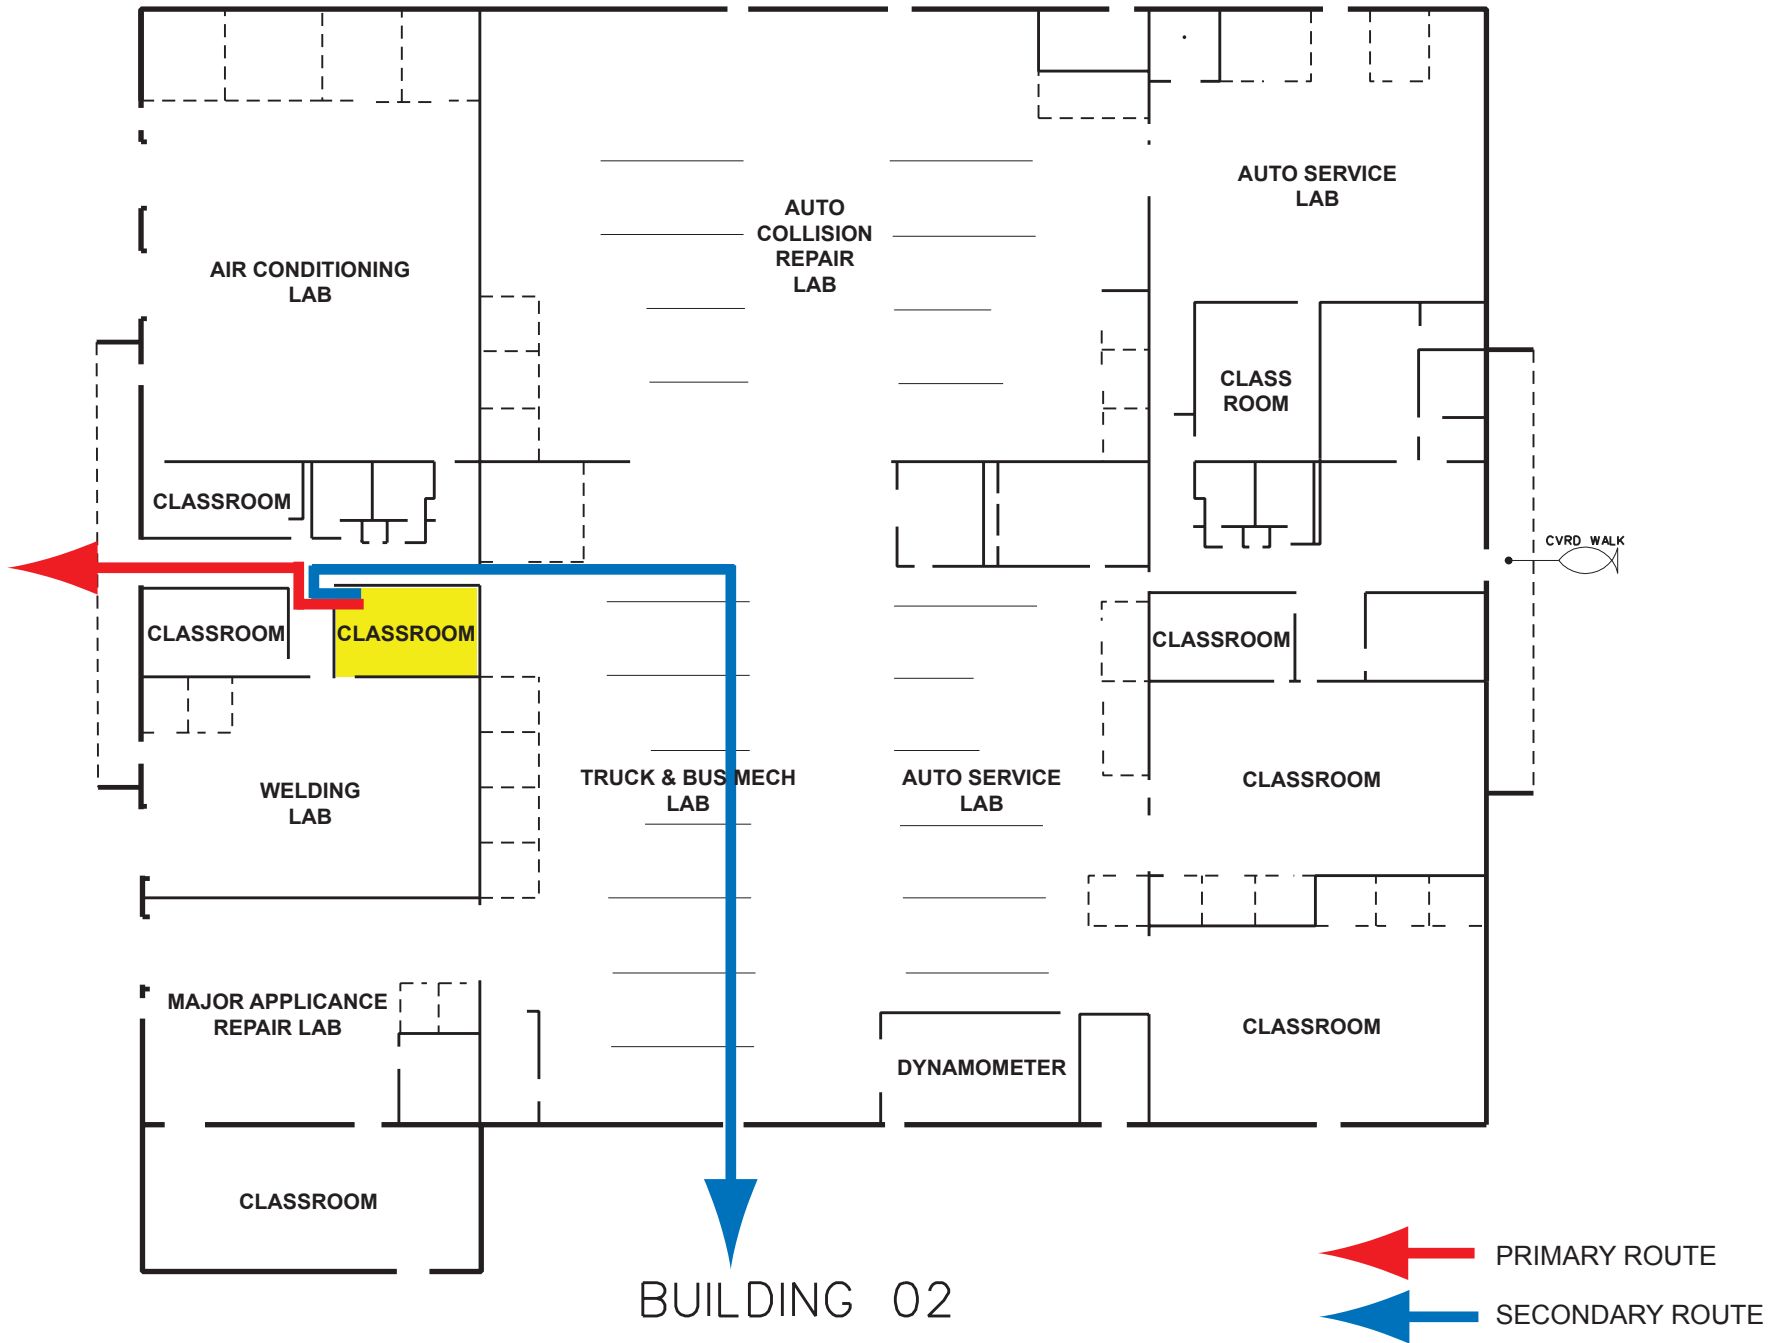 AUTO SERVICE
LAB
AUTO
COLLISION
REPAIR
LAB
AIR CONDITIONING
LAB
CLASS
ROOM
CLASSROOM
CVRD WALK
CLASSROOM
CLASSROOM
CLASSROOM
WELDING
LAB
TRUCK & BUS MECH
LAB
AUTO SERVICE
LAB
CLASSROOM
MAJOR APPLICANCE
REPAIR LAB
DYNAMOMETER
CLASSROOM
CLASSROOM
BUILDING 02
PRIMARY ROUTE
SECONDARY ROUTE